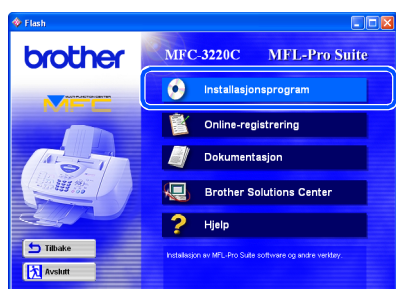 Flash
brother
MFC-3220C MFL-Pro Suite
Installasjonsprogram
MFC
Online-registrering
Dokumentasjon
Brother Solutions Center
Hjelp
Tilbake
Installasjon av MFL-Pro Suite software og andre verktøy.
Avslutt